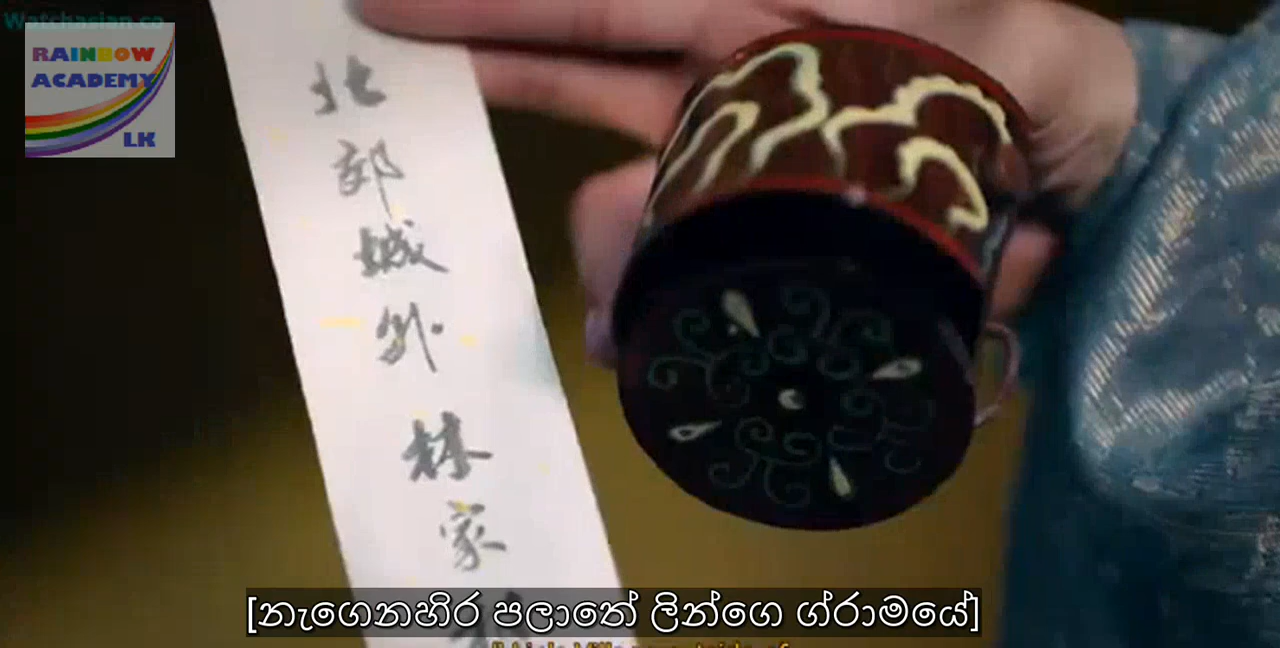 Watchasian.co
RAINBOW
ACADEMY
LK
北郊城外林家
[නැගෙනහිර පලාතේ ලින්ගෙ ග්රාමයේ]